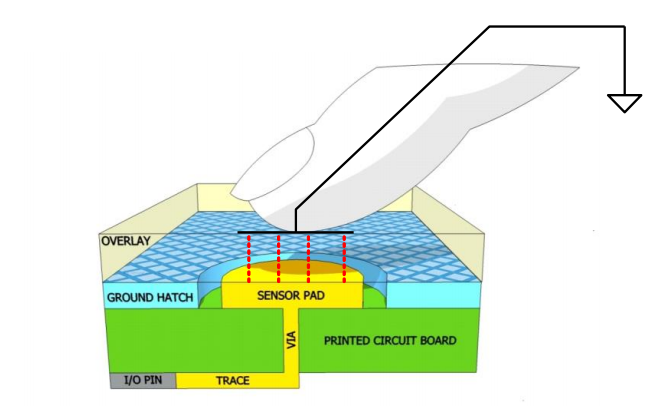 OVERLAY
GROUND HATCH
SENSOR PAD
VIA
PRINTED CIRCUIT BOARD
I/O PIN
TRACE